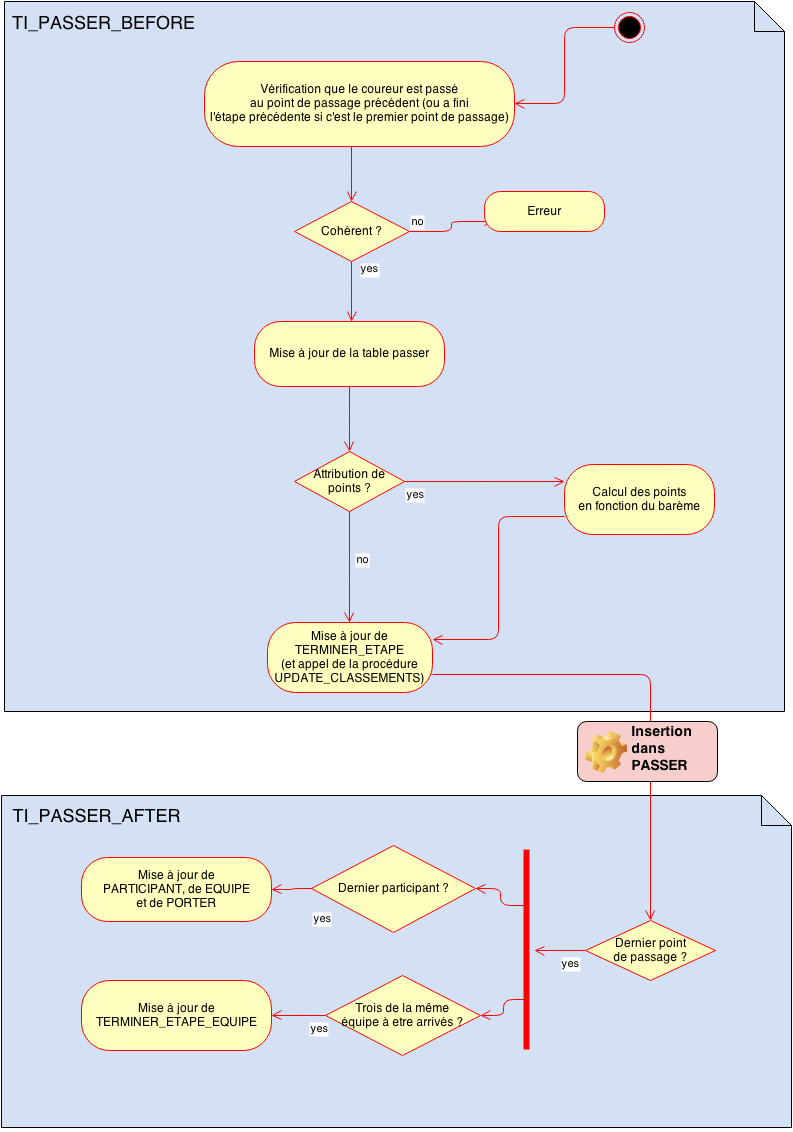 TI_PASSER_BEFORE
Vérification que le coureur est passé
au point de passage précédent (ou a fini
l'étape précédente si c'est le premier point de passage)
Cohérent ?
no
Erreur
yes
Mise à jour de la table passer
Attribution de
points ?
yes
Calcul des points
en fonction du barème
no
Mise à jour de
TERMINER_ETAPE
(et appel de la procédure
UPDATE_CLASSEMENTS)
Insertion
dans
PASSER
TI_PASSER_AFTER
Mise à jour de
PARTICIPANT, de EQUIPE
et de PORTER
Dernier participant ?
yes
Dernier point
de passage ?
yes
Mise à jour de
TERMINER_ETAPE_EQUIPE
Trois de la même
équipe à etre arrivés ?
yes